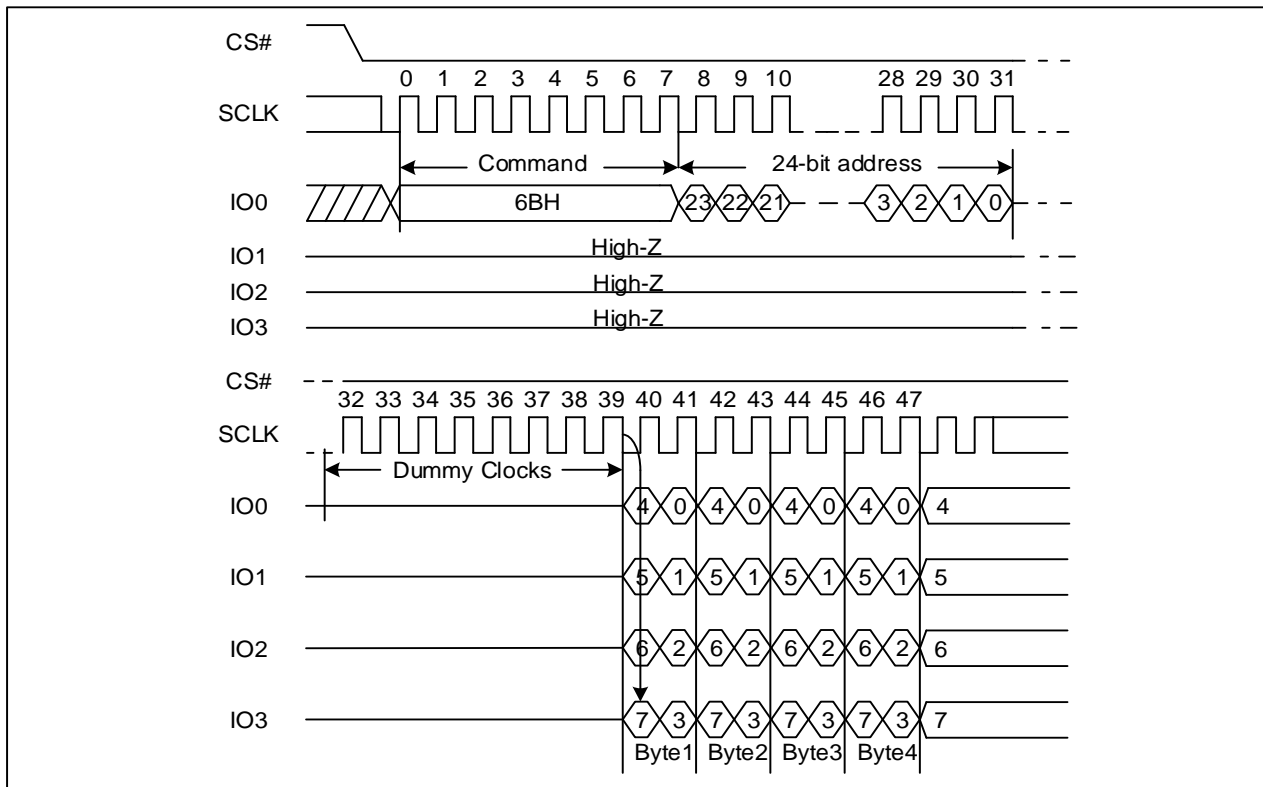 CS#
0 1 2 3 4 5 6 7 8 9 10 28 29 30 31
SCLK
Command 24-bit address
IO0 6BH 23 22 21 3 2 1 0
High-Z
IO1
High-Z
IO2
High-Z
IO3
CS#
32 33 34 35 36 37 38 39 40 41 42 43 44 45 46 47
SCLK
Dummy Clocks
IO0 4 0 4 0 4 0 4 0 4
IO1 5 1 5 1 5 1 5 1 5
IO2 6 2 6 2 6 2 6 2 6
IO3 7 3 7 3 7 3 7 3 7
Byte1 Byte2 Byte3 Byte4